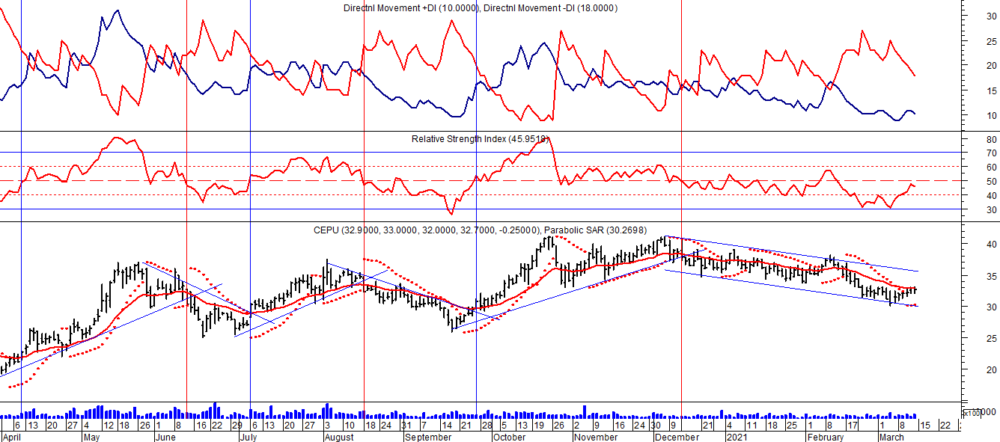 Directnl Movement +DI (10.0000), Directnl Movement -DI (18.0000)
30
25
20
15
10
Relative Strength Index (45.9518)
80
70
60
50
40
30
CEPU (32.9000, 33.0000, 32.0000, 32.7000, -0.25000), Parabolic SAR (30.2698)
40
35
30
25
20
5000
x100
6 13 20 27 4 12 18 26 1 8 16 22 29 6 13 20 27 3 10 18 24 31 7 14 21 28 5 13 19 26 2 9 16 24 30 9 21 4 11 18 25 1 8 17 1 8 15 22
April May June July August September October November December 2021 February March